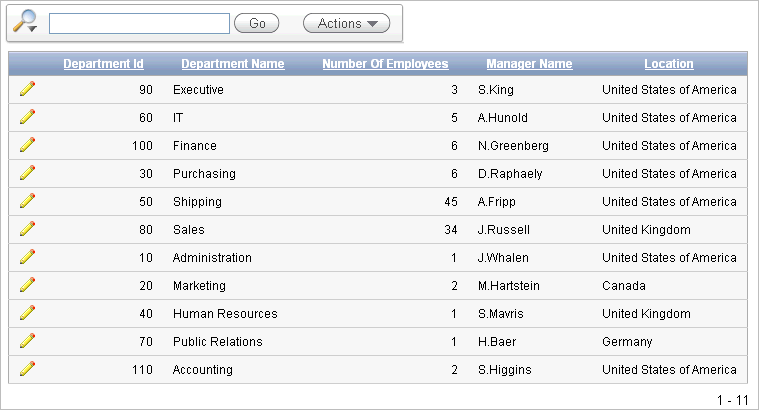 Go Actions
Department Id Department Name Number Of Employees Manager Name Location
90 Executive 3 S.King United States of America
60 IT 5 A.Hunold United States of America
100 Finance 6 N.Greenberg United States of America
30 Purchasing 6 D.Raphaely United States of America
50 Shipping 45 A.Fripp United States of America
80 Sales 34 J.Russell United Kingdom
10 Administration 1 J.Whalen United States of America
20 Marketing 2 M.Hartstein Canada
40 Human Resources 1 S.Mavris United Kingdom
70 Public Relations 1 H.Baer Germany
110 Accounting 2 S.Higgins United States of America
1 - 11